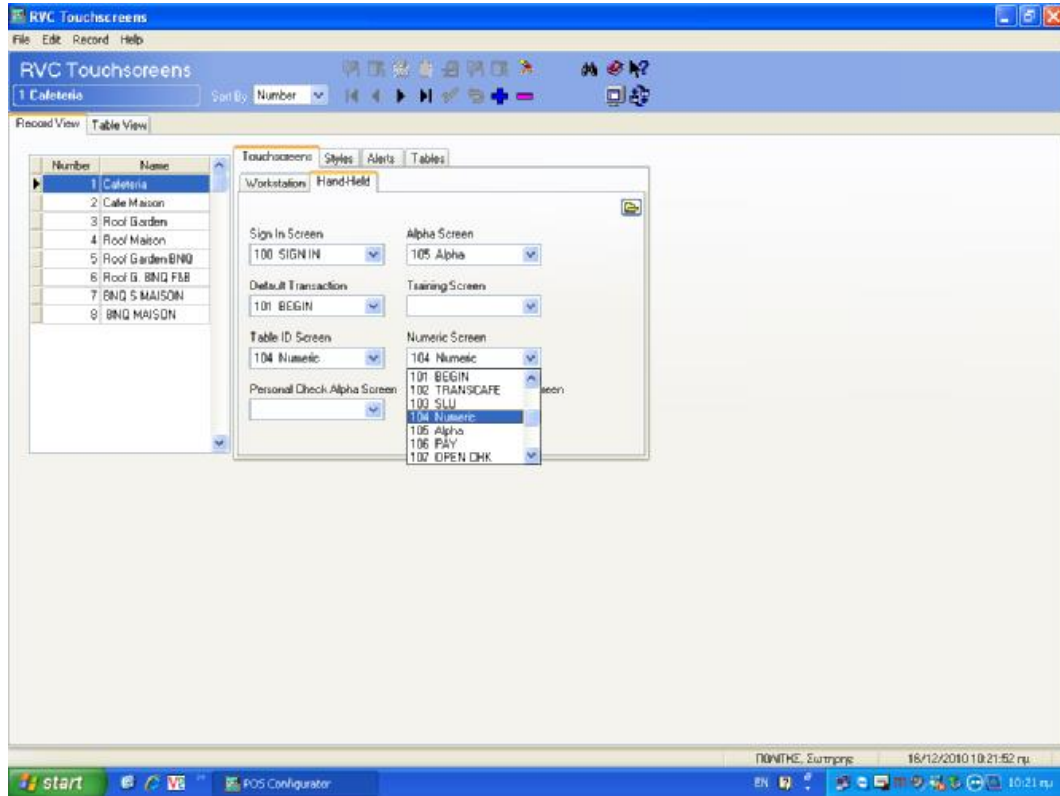 RVC Touchscreens
File Edit Record Help
RVC Touchscreens
1 Cafeteria
Sort By Number
Record View Table View
Number Name
1 Cafeteria
2 Cafe Maison
3 Roof Garden
4 Roof Maison
5 Roof Garden BNQ
6 Roof G. BNQ F&B
7 BNQ S MAISON
8 BNQ MAISON
Touchscreens Styles Alerts Tables
Workstation Hand-Held
Sign In Screen Alpha Screen
100 SIGN IN 105 Alpha
Default Transaction Training Screen
101 BEGIN
Table ID Screen Numeric Screen
104 Numeric 104 Numeric
Personal Check Alpha Screen een
101 BEGIN
102 TRANSCAFE
103 SLU
104 Numeric
105 Alpha
106 PAY
107 OPEN CHK
ΠΟΛΙΤΗΣ, Σωτηρης 16/12/2010 10:21:52 πμ
start POS Configurator EN 10:21 πμ